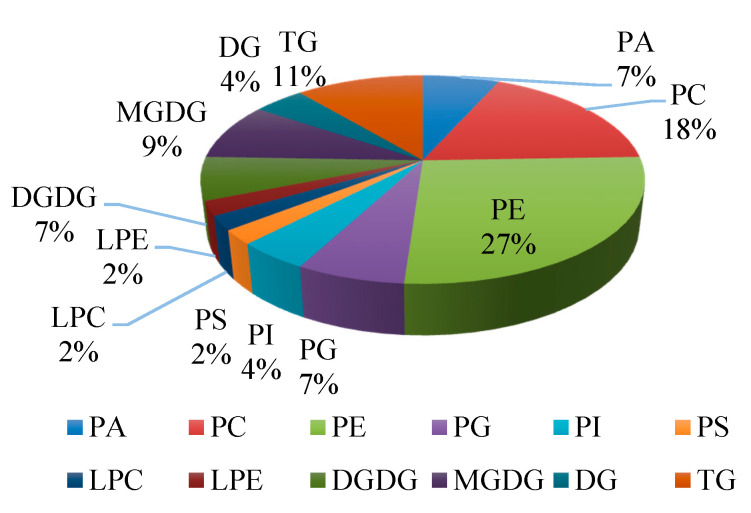 DG
4%
TG
11%
PA
7%
PC
18%
MGDG
9%
PE
27%
DGDG
7%
LPE
2%
LPC
2%
PS
2%
PI
4%
PG
7%
PA PC PE PG PI PS
LPC LPE DGDG MGDG DG TG